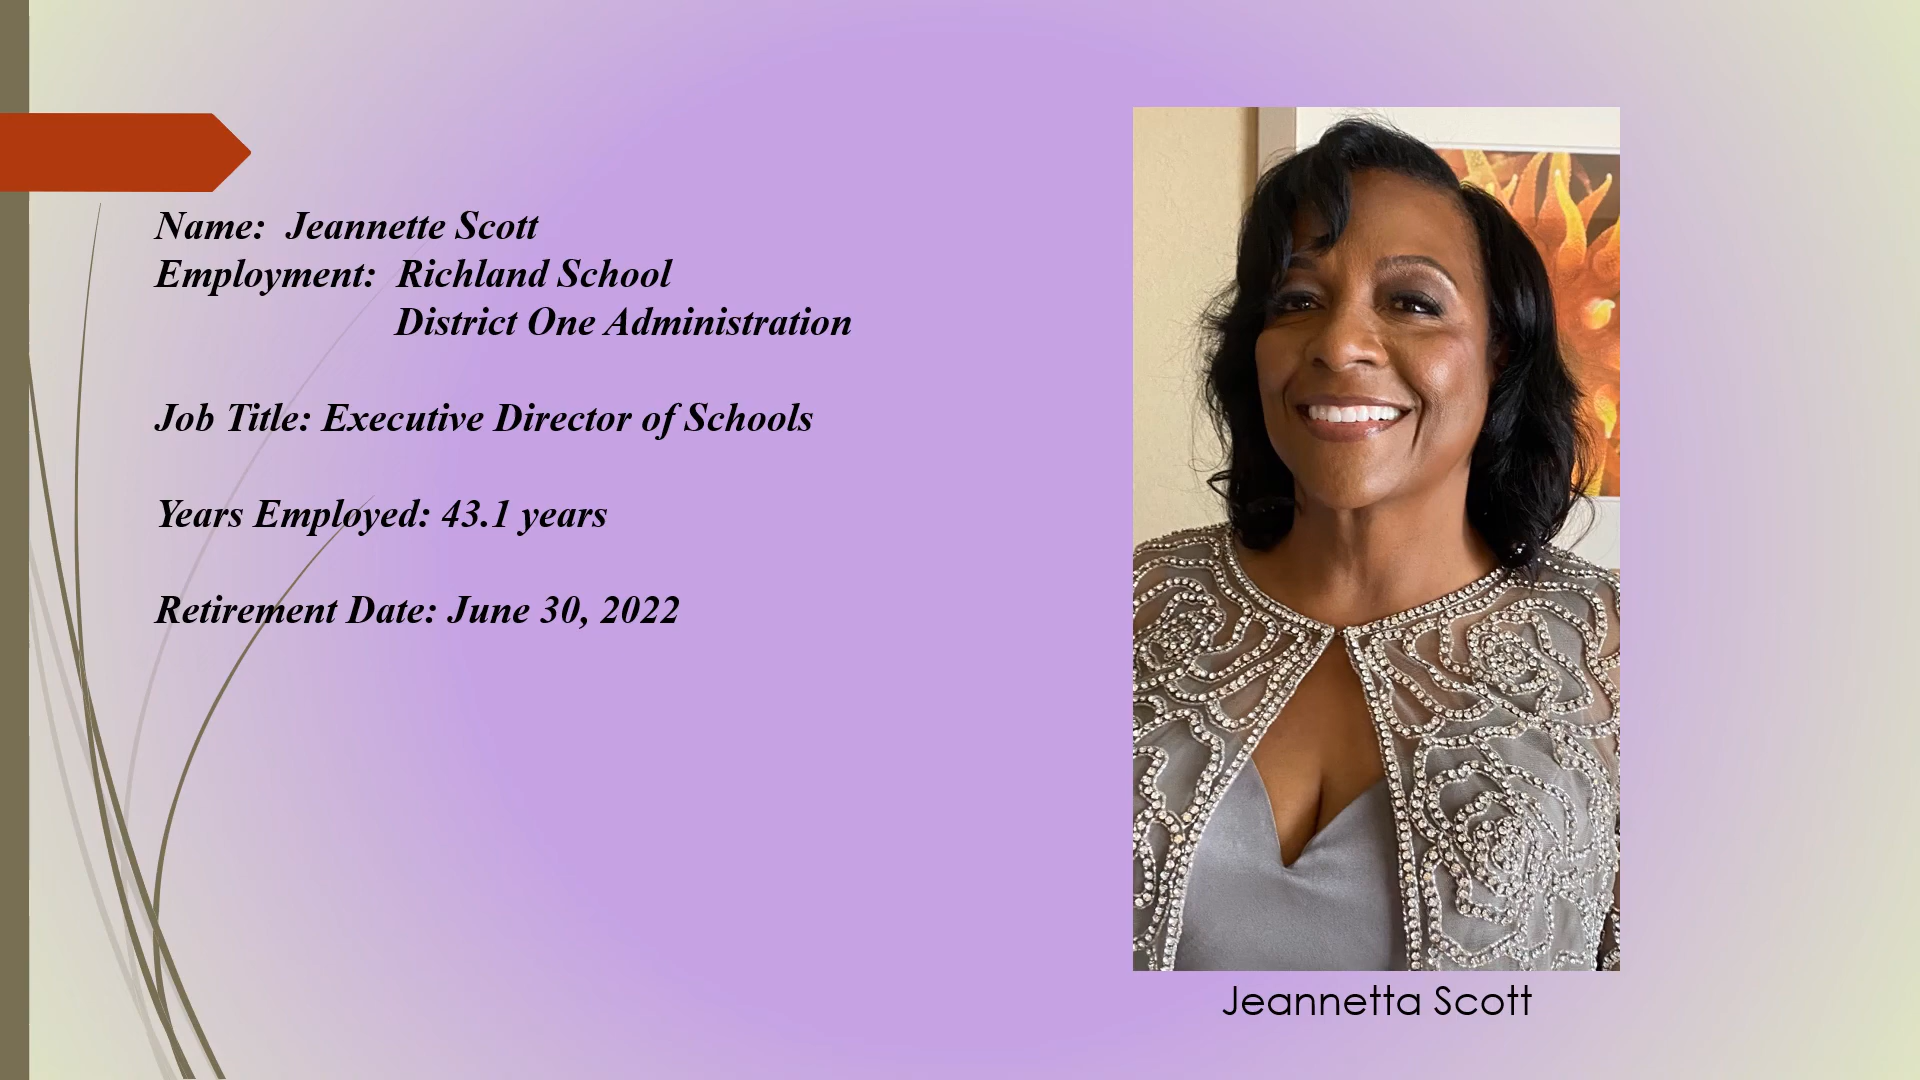 Name: Jeannette Scott
Employment: Richland School
District One Administration
Job Title: Executive Director of Schools
Years Employed: 43.1 years
Retirement Date: June 30, 2022
Jeannetta Scott